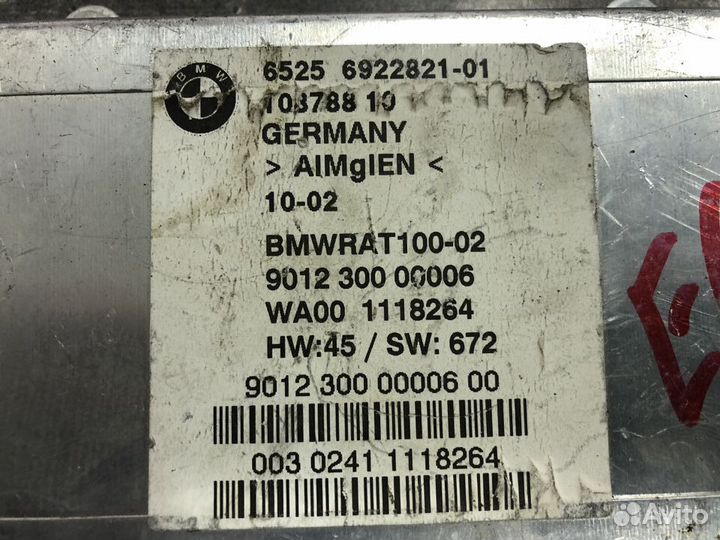 BMW
6525 6922821-01
103788 10
GERMANY
> AlMglEN <
10-02
BMWRAT100-02
9012 300 00006
WA00 1118264
HW:45 / SW: 672
9012 300 00006 00
003 0241 1118264
Avito